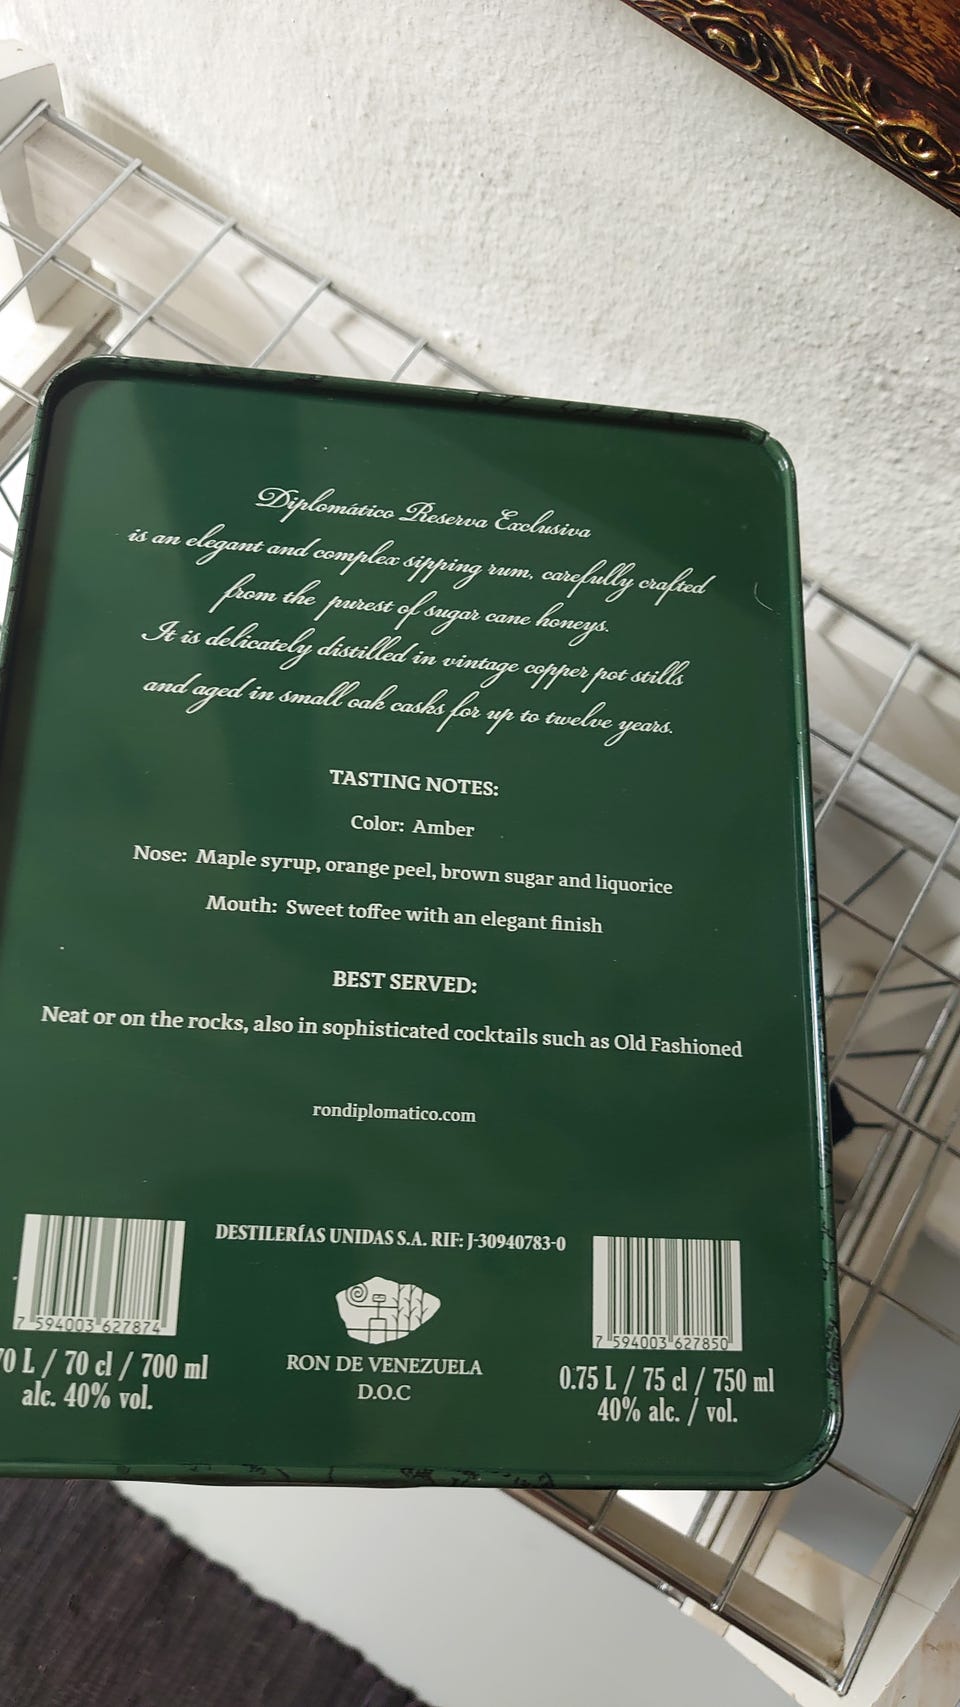 Diplomático Reserva Exclusiva
is an elegant and complex sipping rum, carefully crafted
from the purest of sugar cane honeys.
It is delicately distilled in vintage copper pot stills
and aged in small oak casks for up to twelve years.
TASTING NOTES:
Color: Amber
Nose: Maple syrup, orange peel, brown sugar and liquorice
Mouth: Sweet toffee with an elegant finish
BEST SERVED:
Neat or on the rocks, also in sophisticated cocktails such as Old Fashioned
rondiplomatico.com
DESTILERÍAS UNIDAS S.A. RIF: J-30940783-0
7 594003 627874
70 L / 70 cl / 700 ml
alc. 40% vol.
RON DE VENEZUELA
D.O.C
7 594003 627850
0.75 L / 75 cl / 750 ml
40% alc. / vol.